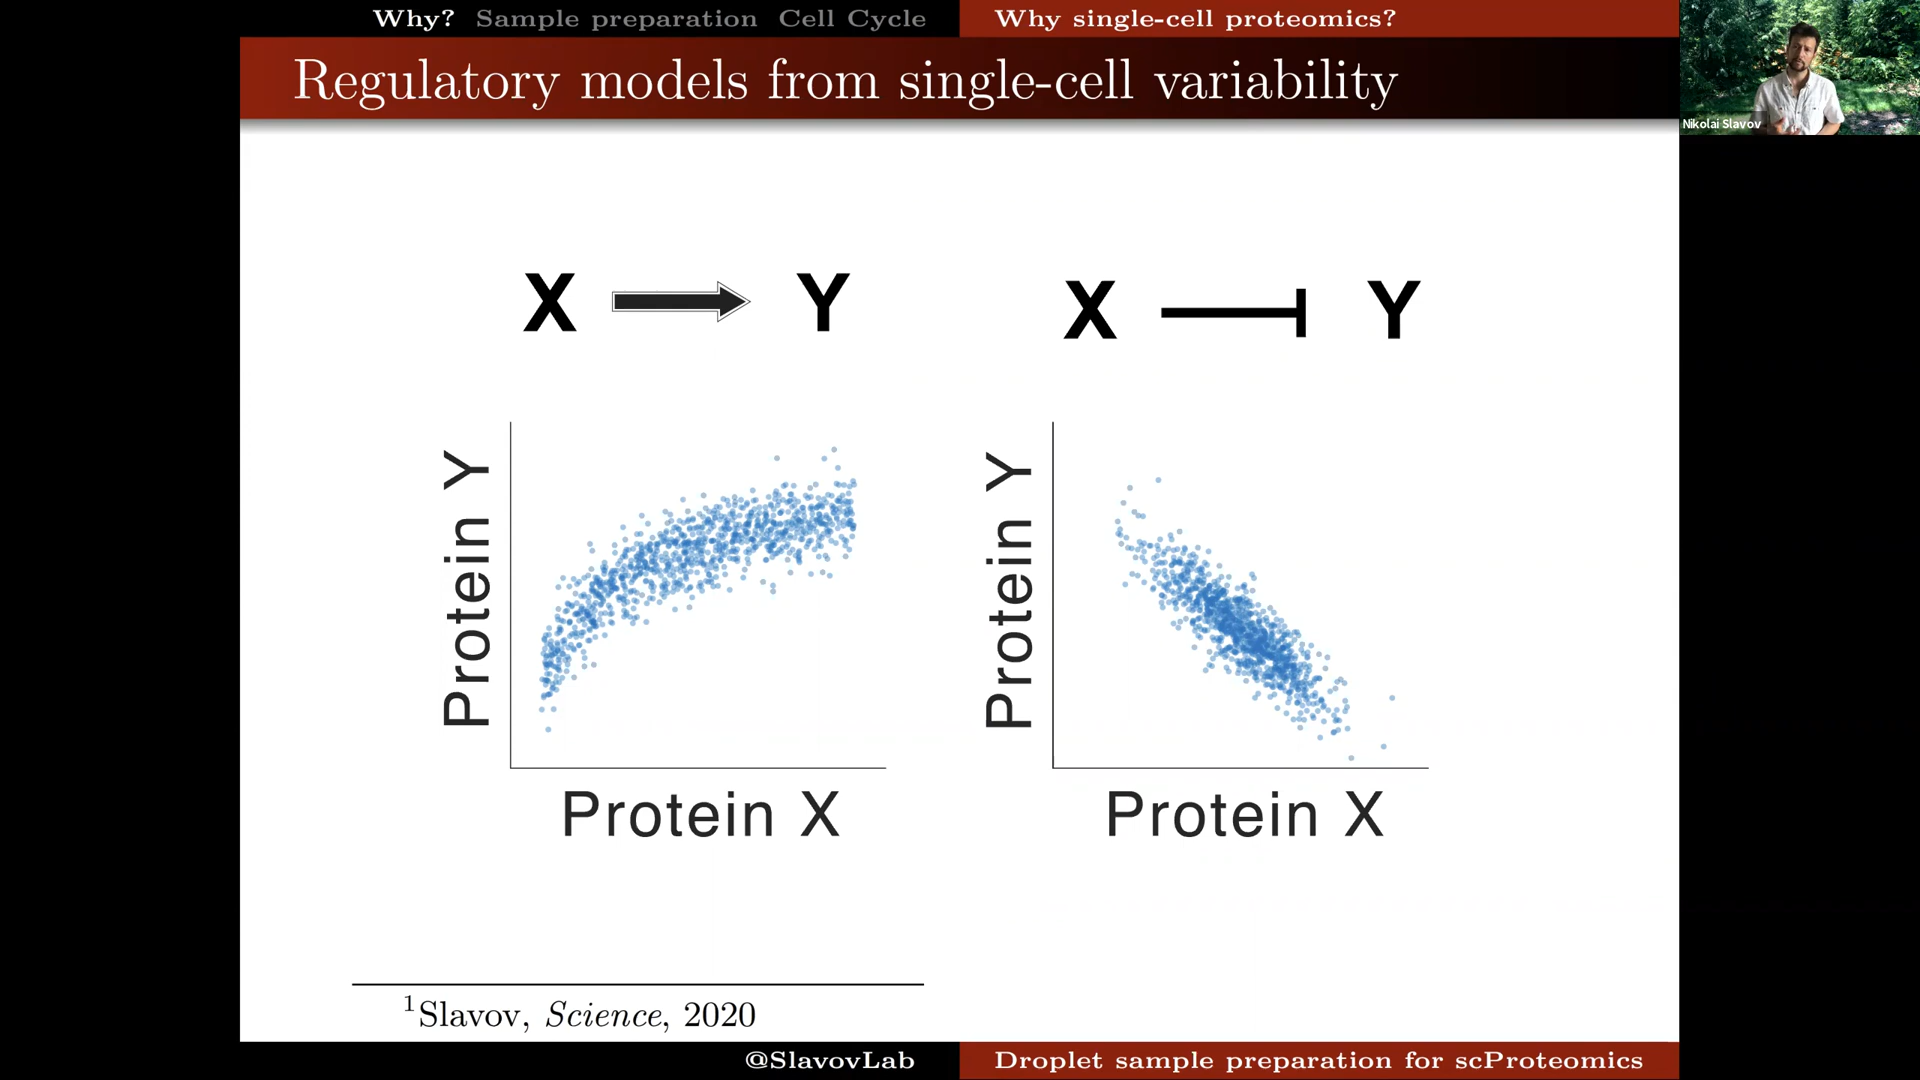 Why? Sample preparation Cell Cycle
Why single-cell proteomics?
Regulatory models from single-cell variability
Nikolai Slavov
X Y
X Y
Protein Y
Protein X
Protein Y
Protein X
1Slavov, Science, 2020
@SlavovLab
Droplet sample preparation for scProteomics